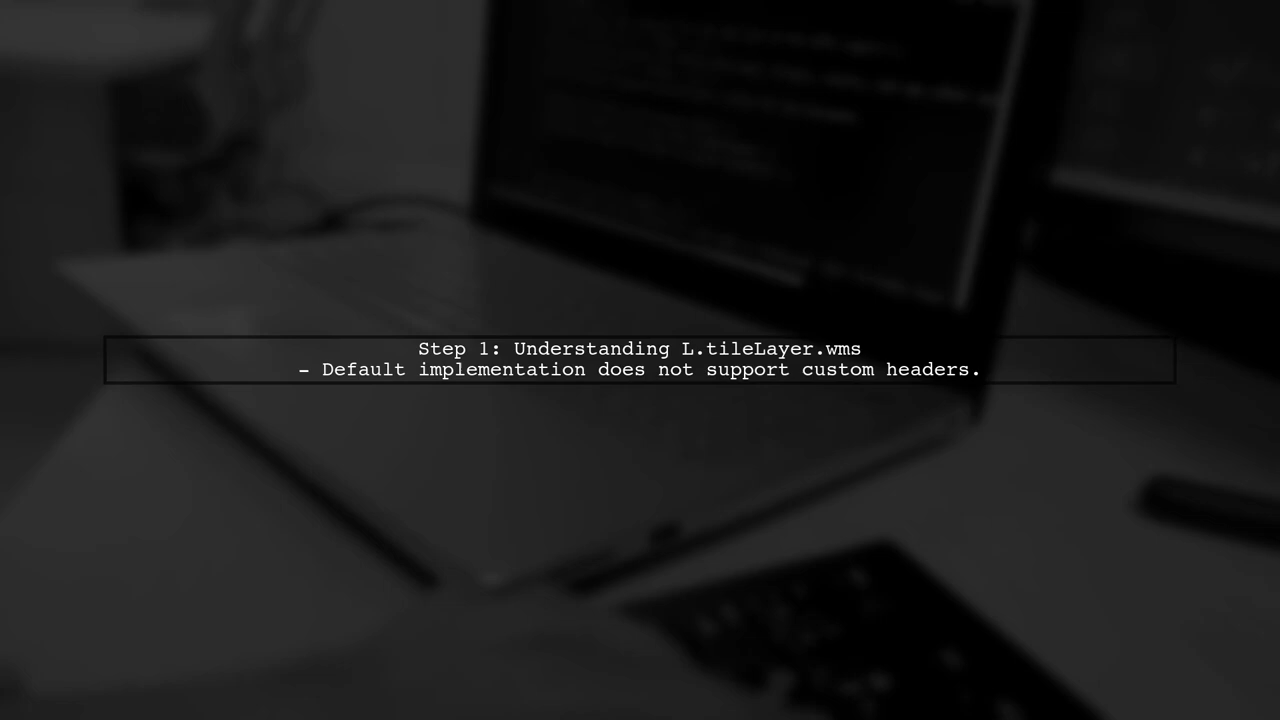 Step 1: Understanding L.tileLayer.wms
– Default implementation does not support custom headers.